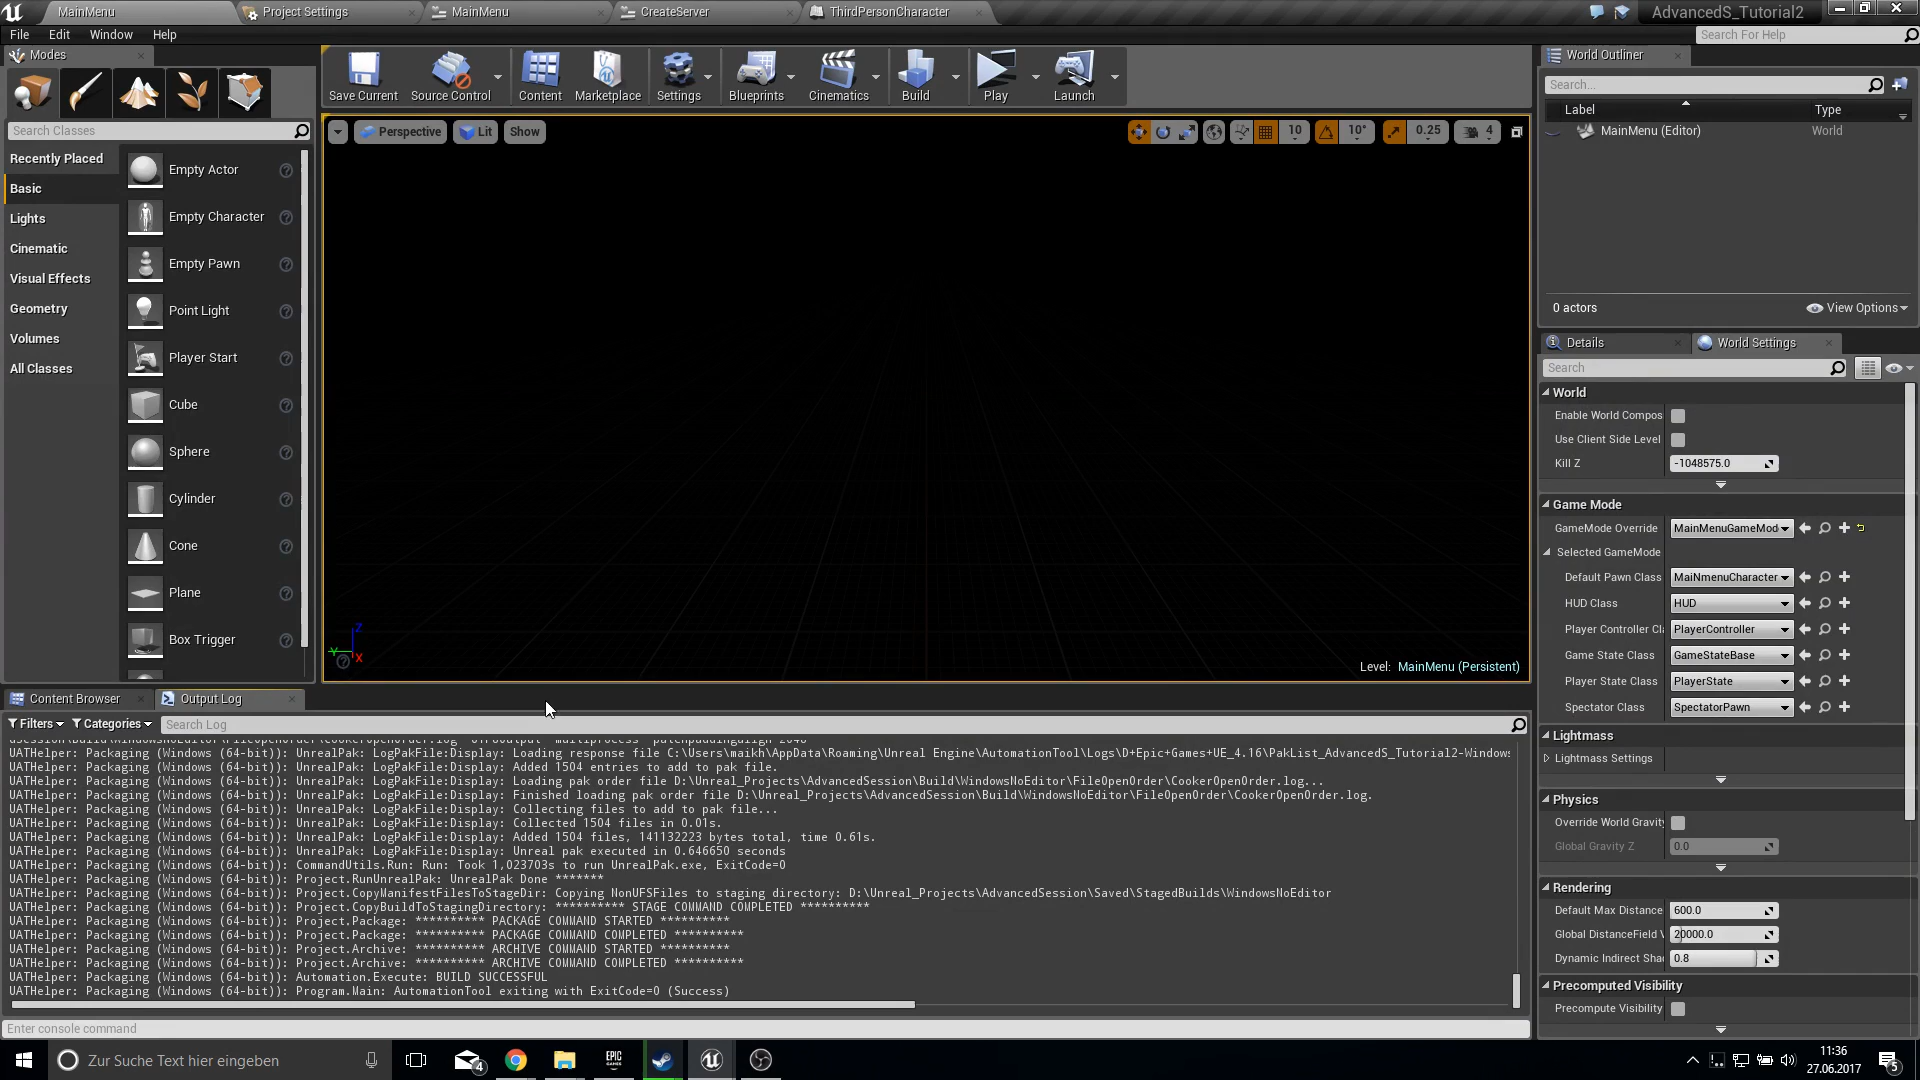 MainMenu
Project Settings
MainMenu
CreateServer
ThirdPersonCharacter
AdvancedS_Tutorial2
File Edit Window Help
Search For Help
Modes
Search Classes
Recently Placed
Basic
Lights
Cinematic
Visual Effects
Geometry
Volumes
All Classes
Empty Actor
Empty Character
Empty Pawn
Point Light
Player Start
Cube
Sphere
Cylinder
Cone
Plane
Box Trigger
Save Current
Source Control
Content
Marketplace
Settings
Blueprints
Cinematics
Build
Play
Launch
Perspective
Lit
Show
10
10°
0.25
4
Z
Y
X
Level: MainMenu (Persistent)
World Outliner
Search...
Label Type
MainMenu (Editor) World
0 actors
View Options
Details
World Settings
Search
World
Enable World Compos
Use Client Side Level
Kill Z -1048575.0
Game Mode
GameMode Override MainMenuGameMod
Selected GameMode
Default Pawn Class MaiNmenuCharacter
HUD Class HUD
Player Controller Cl PlayerController
Game State Class GameStateBase
Player State Class PlayerState
Spectator Class SpectatorPawn
Lightmass
Lightmass Settings
Physics
Override World Gravit
Global Gravity Z 0.0
Rendering
Default Max Distance 600.0
Global DistanceField V 20000.0
Dynamic Indirect Sha 0.8
Precomputed Visibility
Precompute Visibility
Content Browser
Output Log
Filters
Categories
Search Log
UATHelper: Packaging (Windows (64-bit)): UnrealPak: LogPakFile:Display: Loading response file C:\Users\maikh\AppData\Roaming\Unreal Engine\AutomationTool\Logs\D+Epic+Games+UE_4.16\PakList_AdvancedS_Tutorial2-Windows
UATHelper: Packaging (Windows (64-bit)): UnrealPak: LogPakFile:Display: Added 1504 entries to add to pak file.
UATHelper: Packaging (Windows (64-bit)): UnrealPak: LogPakFile:Display: Loading pak order file D:\Unreal_Projects\AdvancedSession\Build\WindowsNoEditor\FileOpenOrder\CookerOpenOrder.log...
UATHelper: Packaging (Windows (64-bit)): UnrealPak: LogPakFile:Display: Finished loading pak order file D:\Unreal_Projects\AdvancedSession\Build\WindowsNoEditor\FileOpenOrder\CookerOpenOrder.log.
UATHelper: Packaging (Windows (64-bit)): UnrealPak: LogPakFile:Display: Collecting files to add to pak file...
UATHelper: Packaging (Windows (64-bit)): UnrealPak: LogPakFile:Display: Collected 1504 files in 0.01s.
UATHelper: Packaging (Windows (64-bit)): UnrealPak: LogPakFile:Display: Added 1504 files, 141132223 bytes total, time 0.61s.
UATHelper: Packaging (Windows (64-bit)): UnrealPak: LogPakFile:Display: Unreal pak executed in 0.646650 seconds
UATHelper: Packaging (Windows (64-bit)): CommandUtils.Run: Run: Took 1,023703s to run UnrealPak.exe, ExitCode=0
UATHelper: Packaging (Windows (64-bit)): Project.RunUnrealPak: UnrealPak Done *******
UATHelper: Packaging (Windows (64-bit)): Project.CopyManifestFilesToStageDir: Copying NonUFSFiles to staging directory: D:\Unreal_Projects\AdvancedSession\Saved\StagedBuilds\WindowsNoEditor
UATHelper: Packaging (Windows (64-bit)): Project.CopyBuildToStagingDirectory: ********** STAGE COMMAND COMPLETED **********
UATHelper: Packaging (Windows (64-bit)): Project.Package: ********** PACKAGE COMMAND STARTED **********
UATHelper: Packaging (Windows (64-bit)): Project.Package: ********** PACKAGE COMMAND COMPLETED **********
UATHelper: Packaging (Windows (64-bit)): Project.Archive: ********** ARCHIVE COMMAND STARTED **********
UATHelper: Packaging (Windows (64-bit)): Project.Archive: ********** ARCHIVE COMMAND COMPLETED **********
UATHelper: Packaging (Windows (64-bit)): Automation.Execute: BUILD SUCCESSFUL
UATHelper: Packaging (Windows (64-bit)): Program.Main: AutomationTool exiting with ExitCode=0 (Success)
Enter console command
Zur Suche Text hier eingeben
4
EPIC
GAMES
11:36
27.06.2017
5